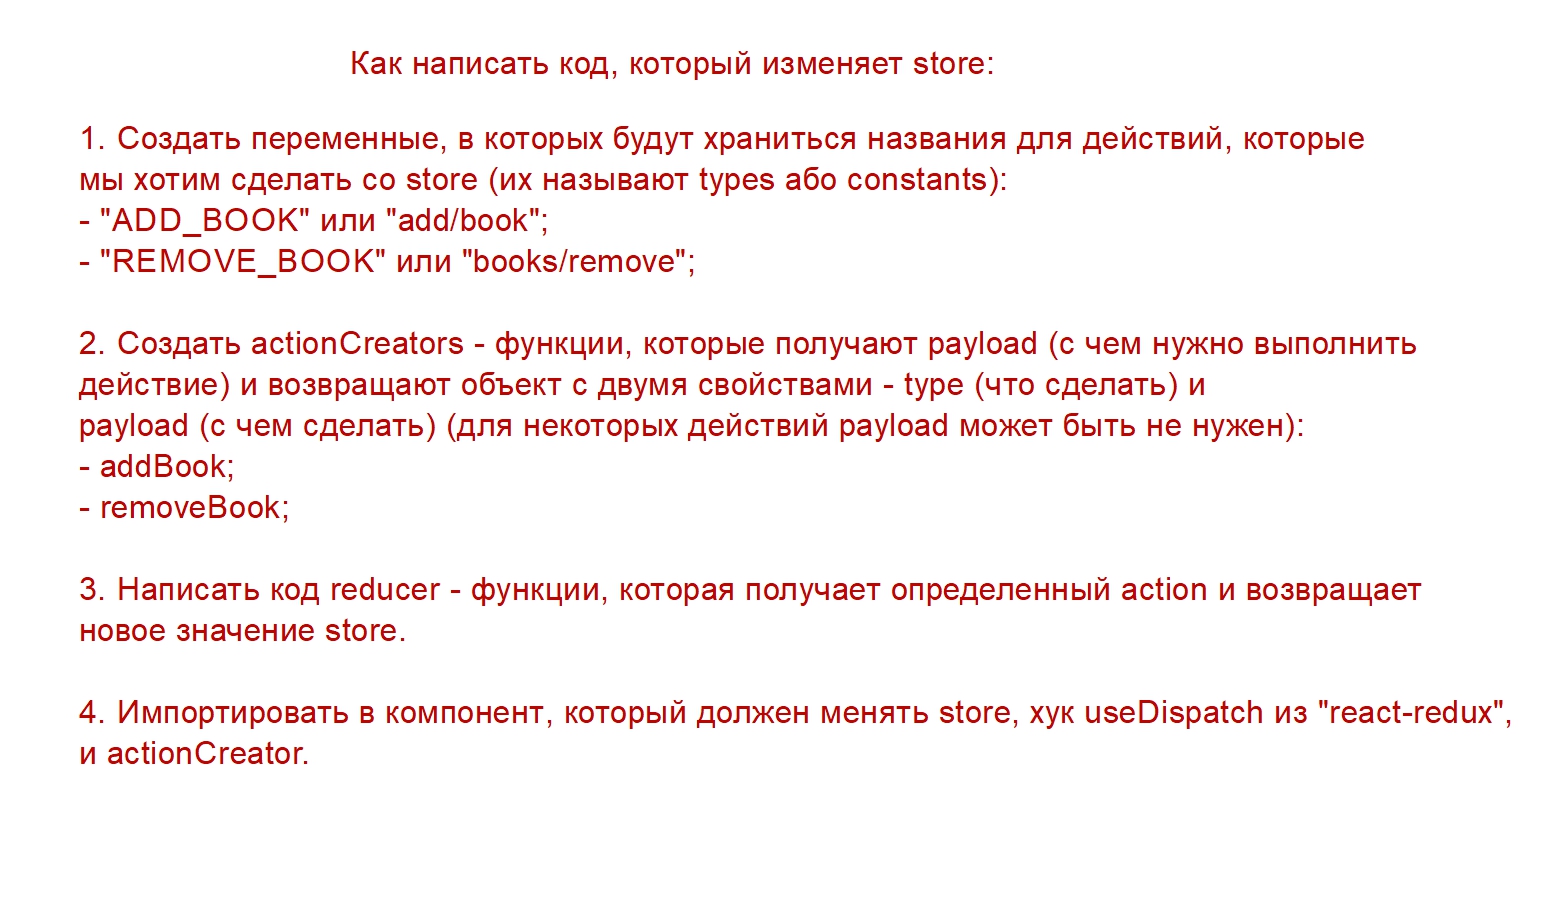 Как написать код, который изменяет store:
1. Создать переменные, в которых будут храниться названия для действий, которые
мы хотим сделать со store (их называют types або constants):
- "ADD_BOOK" или "add/book";
- "REMOVE_BOOK" или "books/remove";
2. Создать actionCreators - функции, которые получают payload (с чем нужно выполнить
действие) и возвращают объект с двумя свойствами - type (что сделать) и
payload (с чем сделать) (для некоторых действий payload может быть не нужен):
- addBook;
- removeBook;
3. Написать код reducer - функции, которая получает определенный action и возвращает
новое значение store.
4. Импортировать в компонент, который должен менять store, хук useDispatch из "react-redux",
и actionCreator.